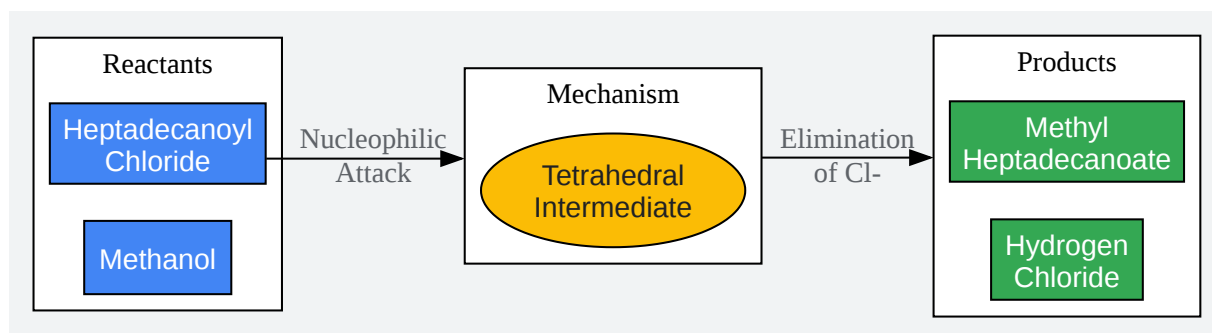 Reactants
Heptadecanoyl
Chloride
Methanol
Nucleophilic
Attack
Mechanism
Tetrahedral
Intermediate
Elimination
of Cl-
Products
Methyl
Heptadecanoate
Hydrogen
Chloride